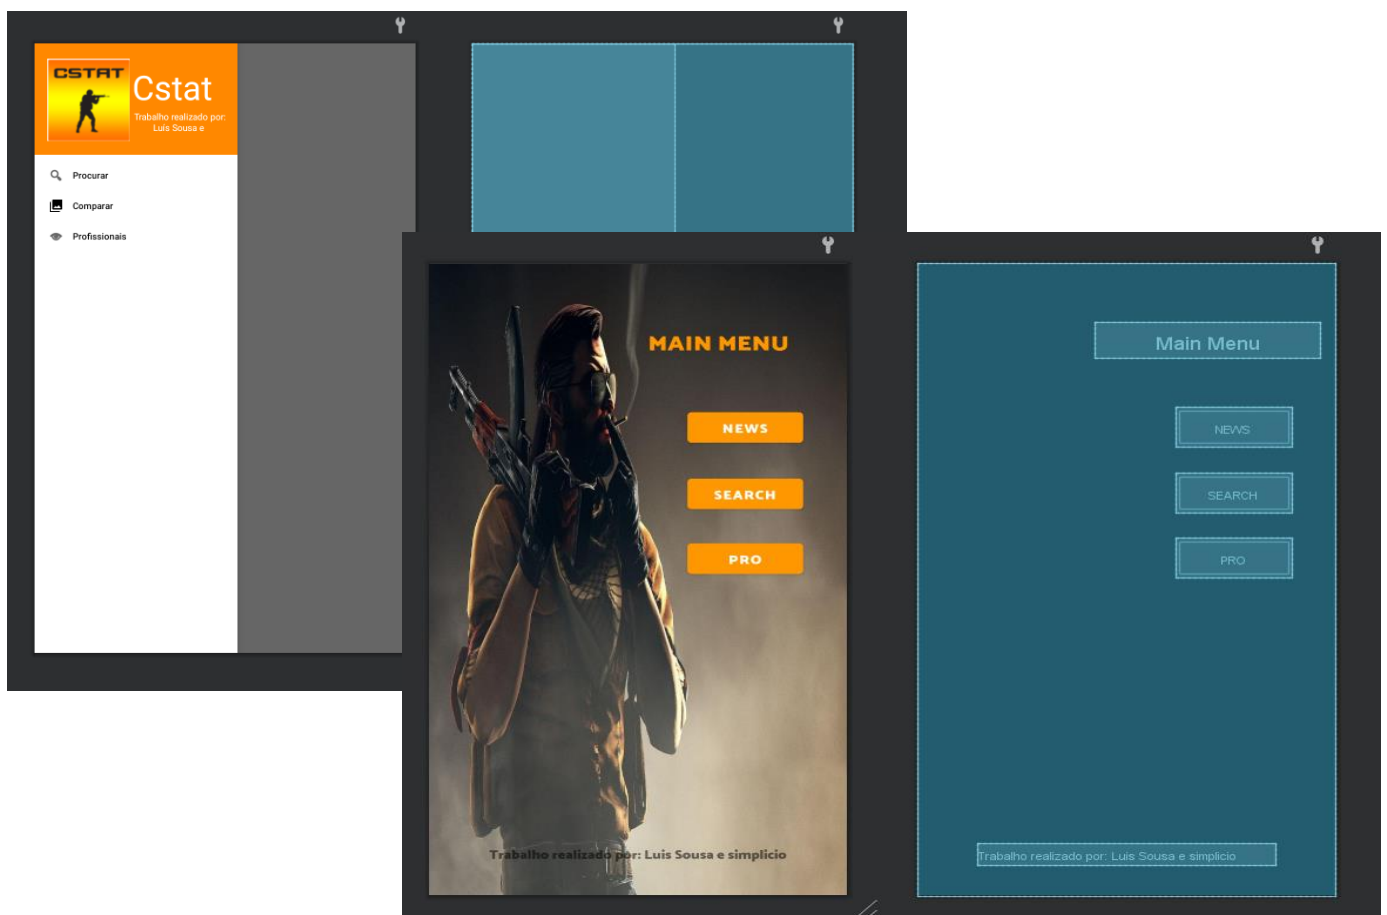 CSTAT
Cstat
Trabalho realizado por:
Luis Sousa e
Procurar
Comparar
Profissionais
MAIN MENU
NEWS
SEARCH
PRO
Trabalho realizado por: Luis Sousa e simplicio
Main Menu
NEWS
SEARCH
PRO
Trabalho realizado por: Luis Sousa e simplicio